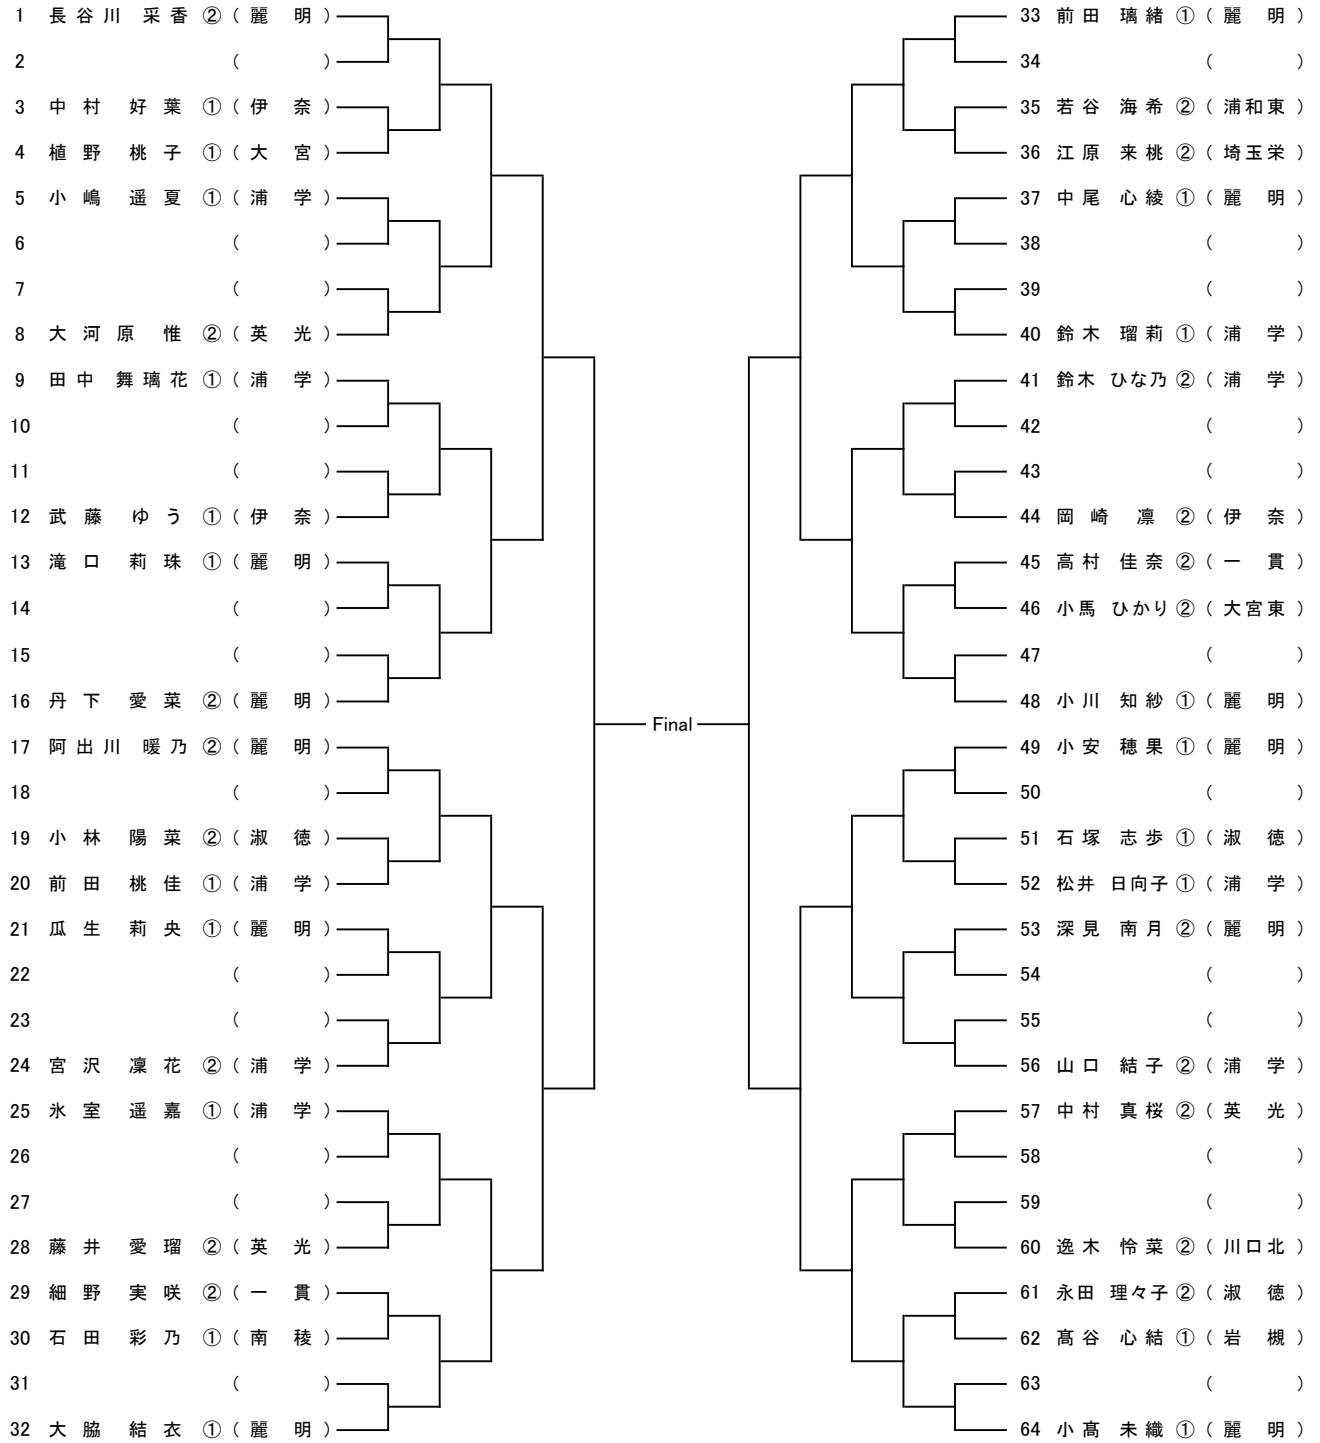 1 長谷川 采香 ② ( 麗 明 )
2 ( )
3 中村 好葉 ① ( 伊 奈 )
4 植野 桃子 ① ( 大 宮 )
5 小嶋 遥夏 ① ( 浦 学 )
6 ( )
7 ( )
8 大河原 惟 ② ( 英 光 )
9 田中 舞璃花 ① ( 浦 学 )
10 ( )
11 ( )
12 武藤 ゆう ① ( 伊 奈 )
13 滝口 莉珠 ① ( 麗 明 )
14 ( )
15 ( )
16 丹下 愛菜 ② ( 麗 明 )
17 阿出川 暖乃 ② ( 麗 明 )
18 ( )
19 小林 陽菜 ② ( 淑 徳 )
20 前田 桃佳 ① ( 浦 学 )
21 瓜生 莉央 ① ( 麗 明 )
22 ( )
23 ( )
24 宮沢 凜花 ② ( 浦 学 )
25 氷室 遥嘉 ① ( 浦 学 )
26 ( )
27 ( )
28 藤井 愛瑠 ② ( 英 光 )
29 細野 実咲 ② ( 一 貫 )
30 石田 彩乃 ① ( 南 稜 )
31 ( )
32 大脇 結衣 ① ( 麗 明 )
Final
33 前田 璃緒 ① ( 麗 明 )
34 ( )
35 若谷 海希 ② ( 浦和東 )
36 江原 来桃 ② ( 埼玉栄 )
37 中尾 心綾 ① ( 麗 明 )
38 ( )
39 ( )
40 鈴木 瑠莉 ① ( 浦 学 )
41 鈴木 ひな乃 ② ( 浦 学 )
42 ( )
43 ( )
44 岡崎 凛 ② ( 伊 奈 )
45 高村 佳奈 ② ( 一 貫 )
46 小馬 ひかり ② ( 大宮東 )
47 ( )
48 小川 知紗 ① ( 麗 明 )
49 小安 穂果 ① ( 麗 明 )
50 ( )
51 石塚 志歩 ① ( 淑 徳 )
52 松井 日向子 ① ( 浦 学 )
53 深見 南月 ② ( 麗 明 )
54 ( )
55 ( )
56 山口 結子 ② ( 浦 学 )
57 中村 真桜 ② ( 英 光 )
58 ( )
59 ( )
60 逸木 怜菜 ② ( 川口北 )
61 永田 理々子 ② ( 淑 徳 )
62 髙谷 心結 ① ( 岩 槻 )
63 ( )
64 小髙 未織 ① ( 麗 明 )